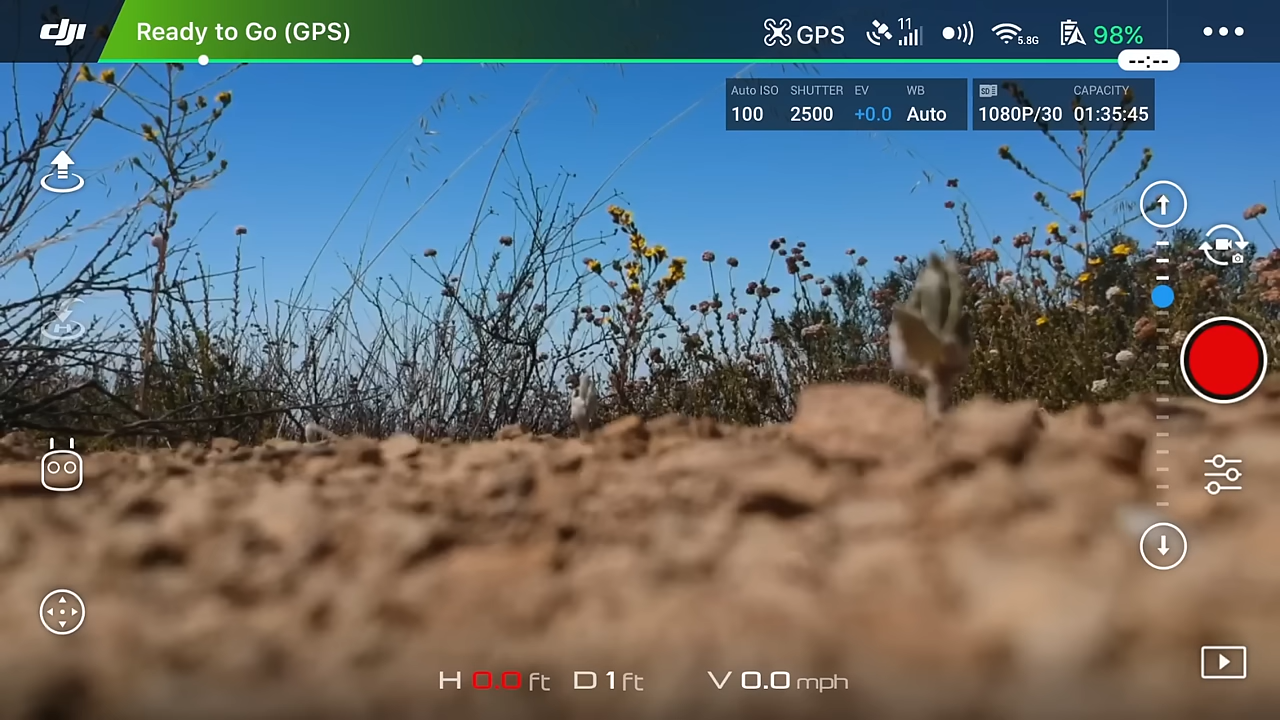 dji
Ready to Go (GPS)
GPS
11
5.8G
98%
--:--
Auto ISO SHUTTER EV WB
100 2500 +0.0 Auto
SD CAPACITY
1080P/30 01:35:45
H
H 0.0 ft D 1 ft V 0.0 mph